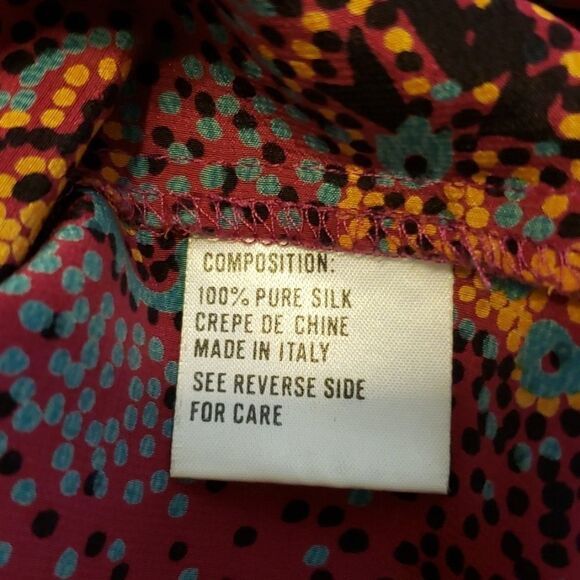 COMPOSITION:
100% PURE SILK
CREPE DE CHINE
MADE IN ITALY
SEE REVERSE SIDE
FOR CARE